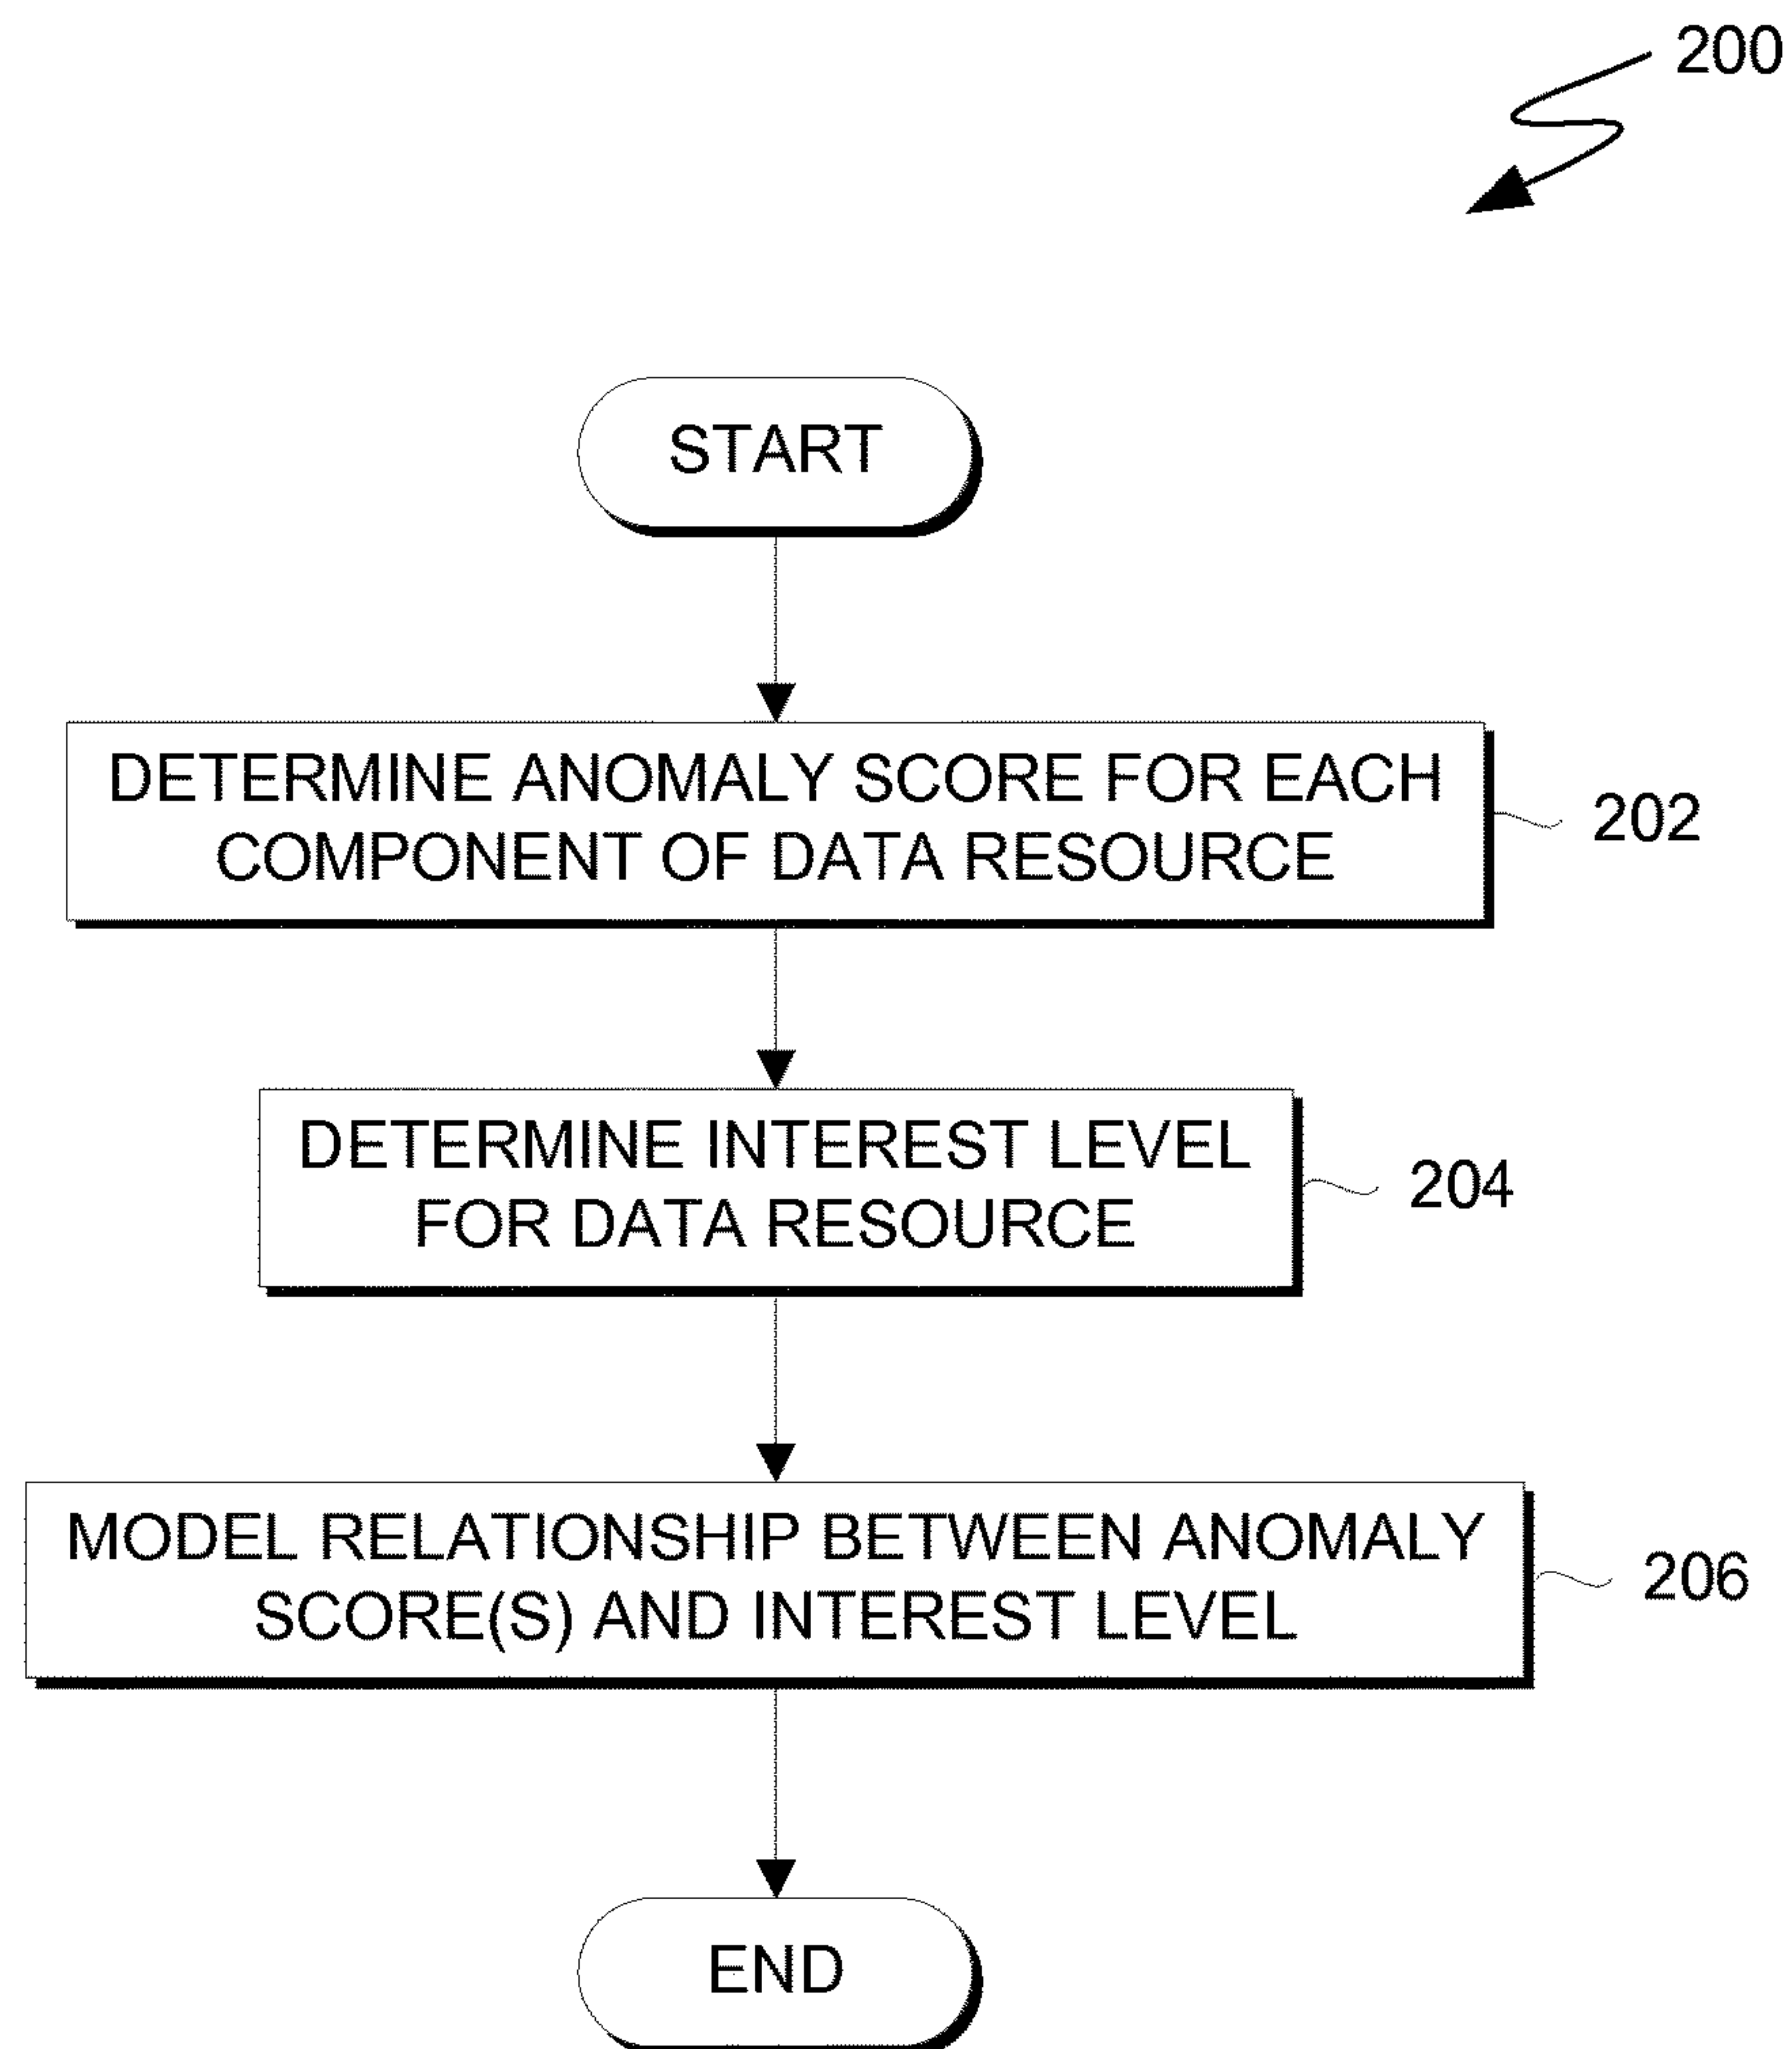 200
START
DETERMINE ANOMALY SCORE FOR EACH
COMPONENT OF DATA RESOURCE
202
DETERMINE INTEREST LEVEL
FOR DATA RESOURCE
204
MODEL RELATIONSHIP BETWEEN ANOMALY
SCORE(S) AND INTEREST LEVEL
206
END